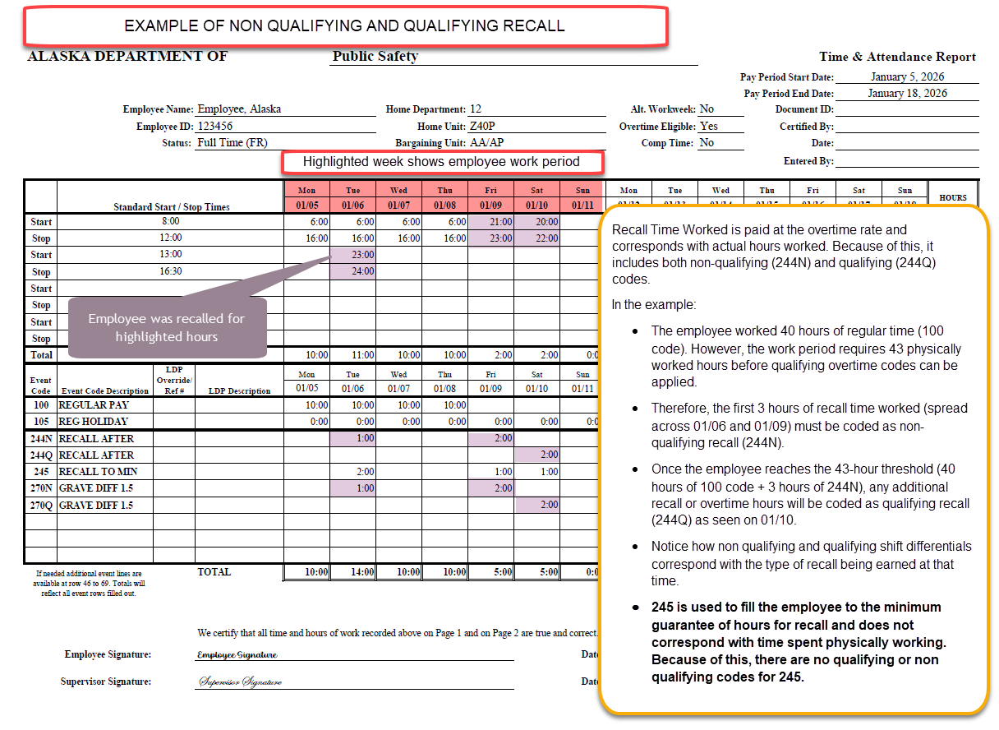 EXAMPLE OF NON QUALIFYING AND QUALIFYING RECALL
ALASKA DEPARTMENT OF Public Safety Time & Attendance Report
Pay Period Start Date: January 5, 2026
Pay Period End Date: January 18, 2026
Employee Name: Employee, Alaska Home Department: 12 Alt. Workweek: No Document ID:
Employee ID: 123456 Home Unit: Z40P Overtime Eligible: Yes Certified By:
Status: Full Time (FR) Bargaining Unit: AA/AP Comp Time: No Date:
Entered By:
Highlighted week shows employee work period
Mon Tue Wed Thu Fri Sat Sun Mon Tue Wed Thu Fri Sat Sun
Standard Start / Stop Times 01/05 01/06 01/07 01/08 01/09 01/10 01/11 HOURS
Start 8:00 6:00 6:00 6:00 6:00 21:00 20:00
Stop 12:00 16:00 16:00 16:00 16:00 23:00 22:00
Start 13:00 23:00
Stop 16:30 24:00
Start
Stop
Start
Stop
Employee was recalled for
highlighted hours
Total 10:00 11:00 10:00 10:00 2:00 2:00 0:0
Event Code Event Code Description LDP Override/ Ref # LDP Description Mon 01/05 Tue 01/06 Wed 01/07 Thu 01/08 Fri 01/09 Sat 01/10 Sun 01/11
100 REGULAR PAY 10:00 10:00 10:00 10:00
105 REG HOLIDAY 0:00 0:00 0:00 0:00 0:00 0:00 0:0
244N RECALL AFTER 1:00 2:00
244Q RECALL AFTER 2:00
245 RECALL TO MIN 2:00 1:00 1:00
270N GRAVE DIFF 1.5 1:00 2:00
270Q GRAVE DIFF 1.5 2:00
If needed additional event lines are
available at row 46 to 69. Totals will
reflect all event rows filled out.
TOTAL 10:00 14:00 10:00 10:00 5:00 5:00 0:0
We certify that all time and hours of work recorded above on Page 1 and on Page 2 are true and correct.
Employee Signature: Employee Signature Date
Supervisor Signature: Supervisor Signature Date
Recall Time Worked is paid at the overtime rate and
corresponds with actual hours worked. Because of this, it
includes both non-qualifying (244N) and qualifying (244Q)
codes.
In the example:
• The employee worked 40 hours of regular time (100
code). However, the work period requires 43 physically
worked hours before qualifying overtime codes can be
applied.
• Therefore, the first 3 hours of recall time worked (spread
across 01/06 and 01/09) must be coded as non-
qualifying recall (244N).
• Once the employee reaches the 43-hour threshold (40
hours of 100 code + 3 hours of 244N), any additional
recall or overtime hours will be coded as qualifying recall
(244Q) as seen on 01/10.
• Notice how non qualifying and qualifying shift differentials
correspond with the type of recall being earned at that
time.
• 245 is used to fill the employee to the minimum
guarantee of hours for recall and does not
correspond with time spent physically working.
Because of this, there are no qualifying or non
qualifying codes for 245.